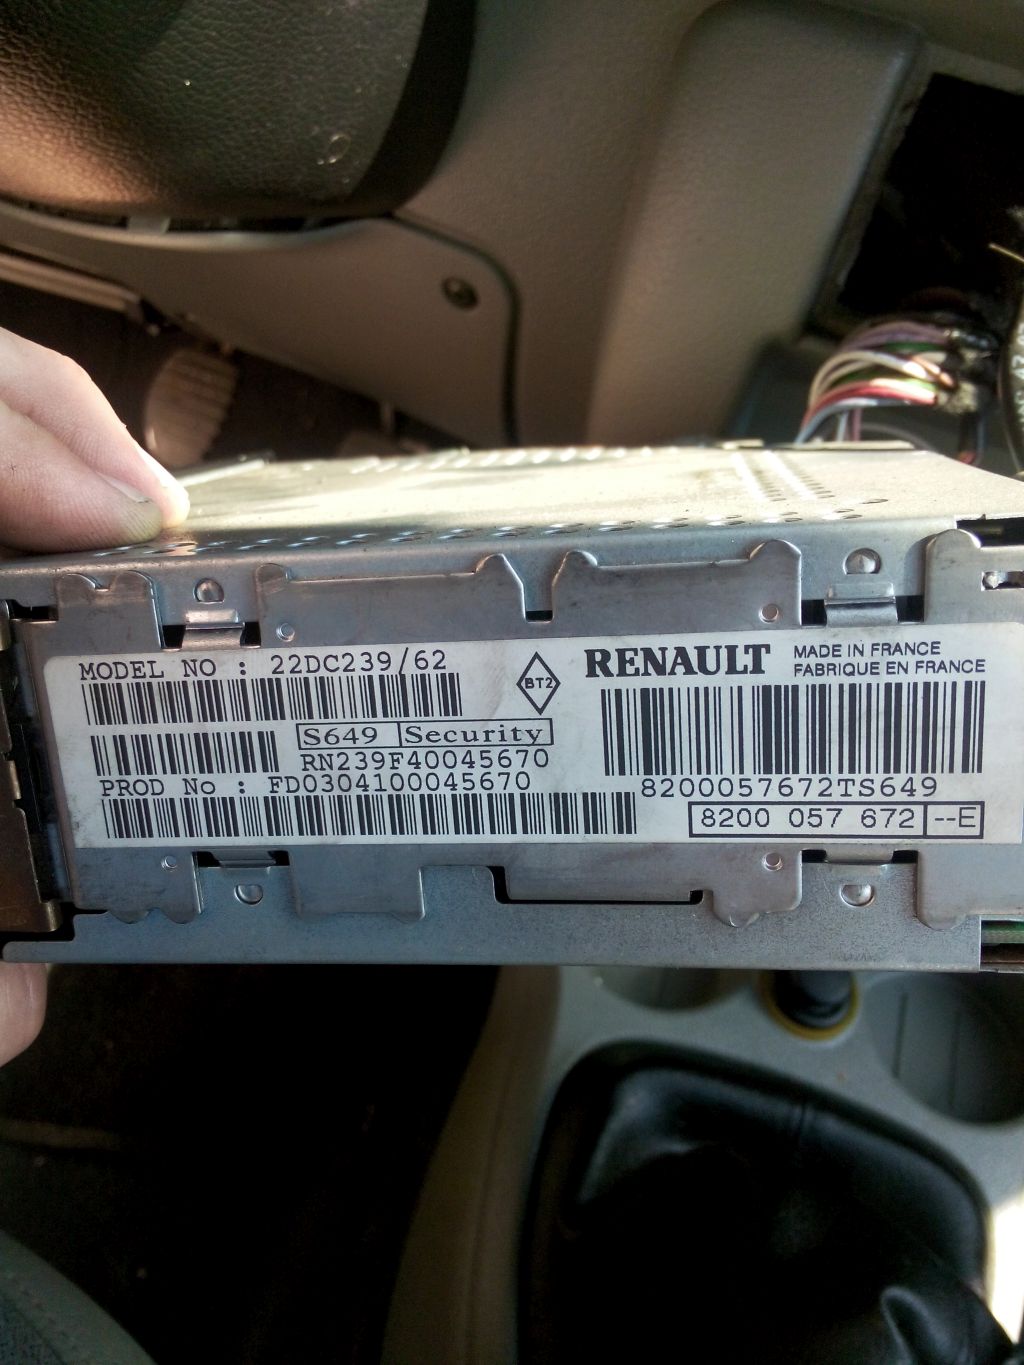 MODEL NO : 22DC239/62
BT2
RENAULT
MADE IN FRANCE
FABRIQUE EN FRANCE
S649 Security
RN239F40045670
PROD No : FD0304100045670
8200057672TS649
8200 057 672 --E